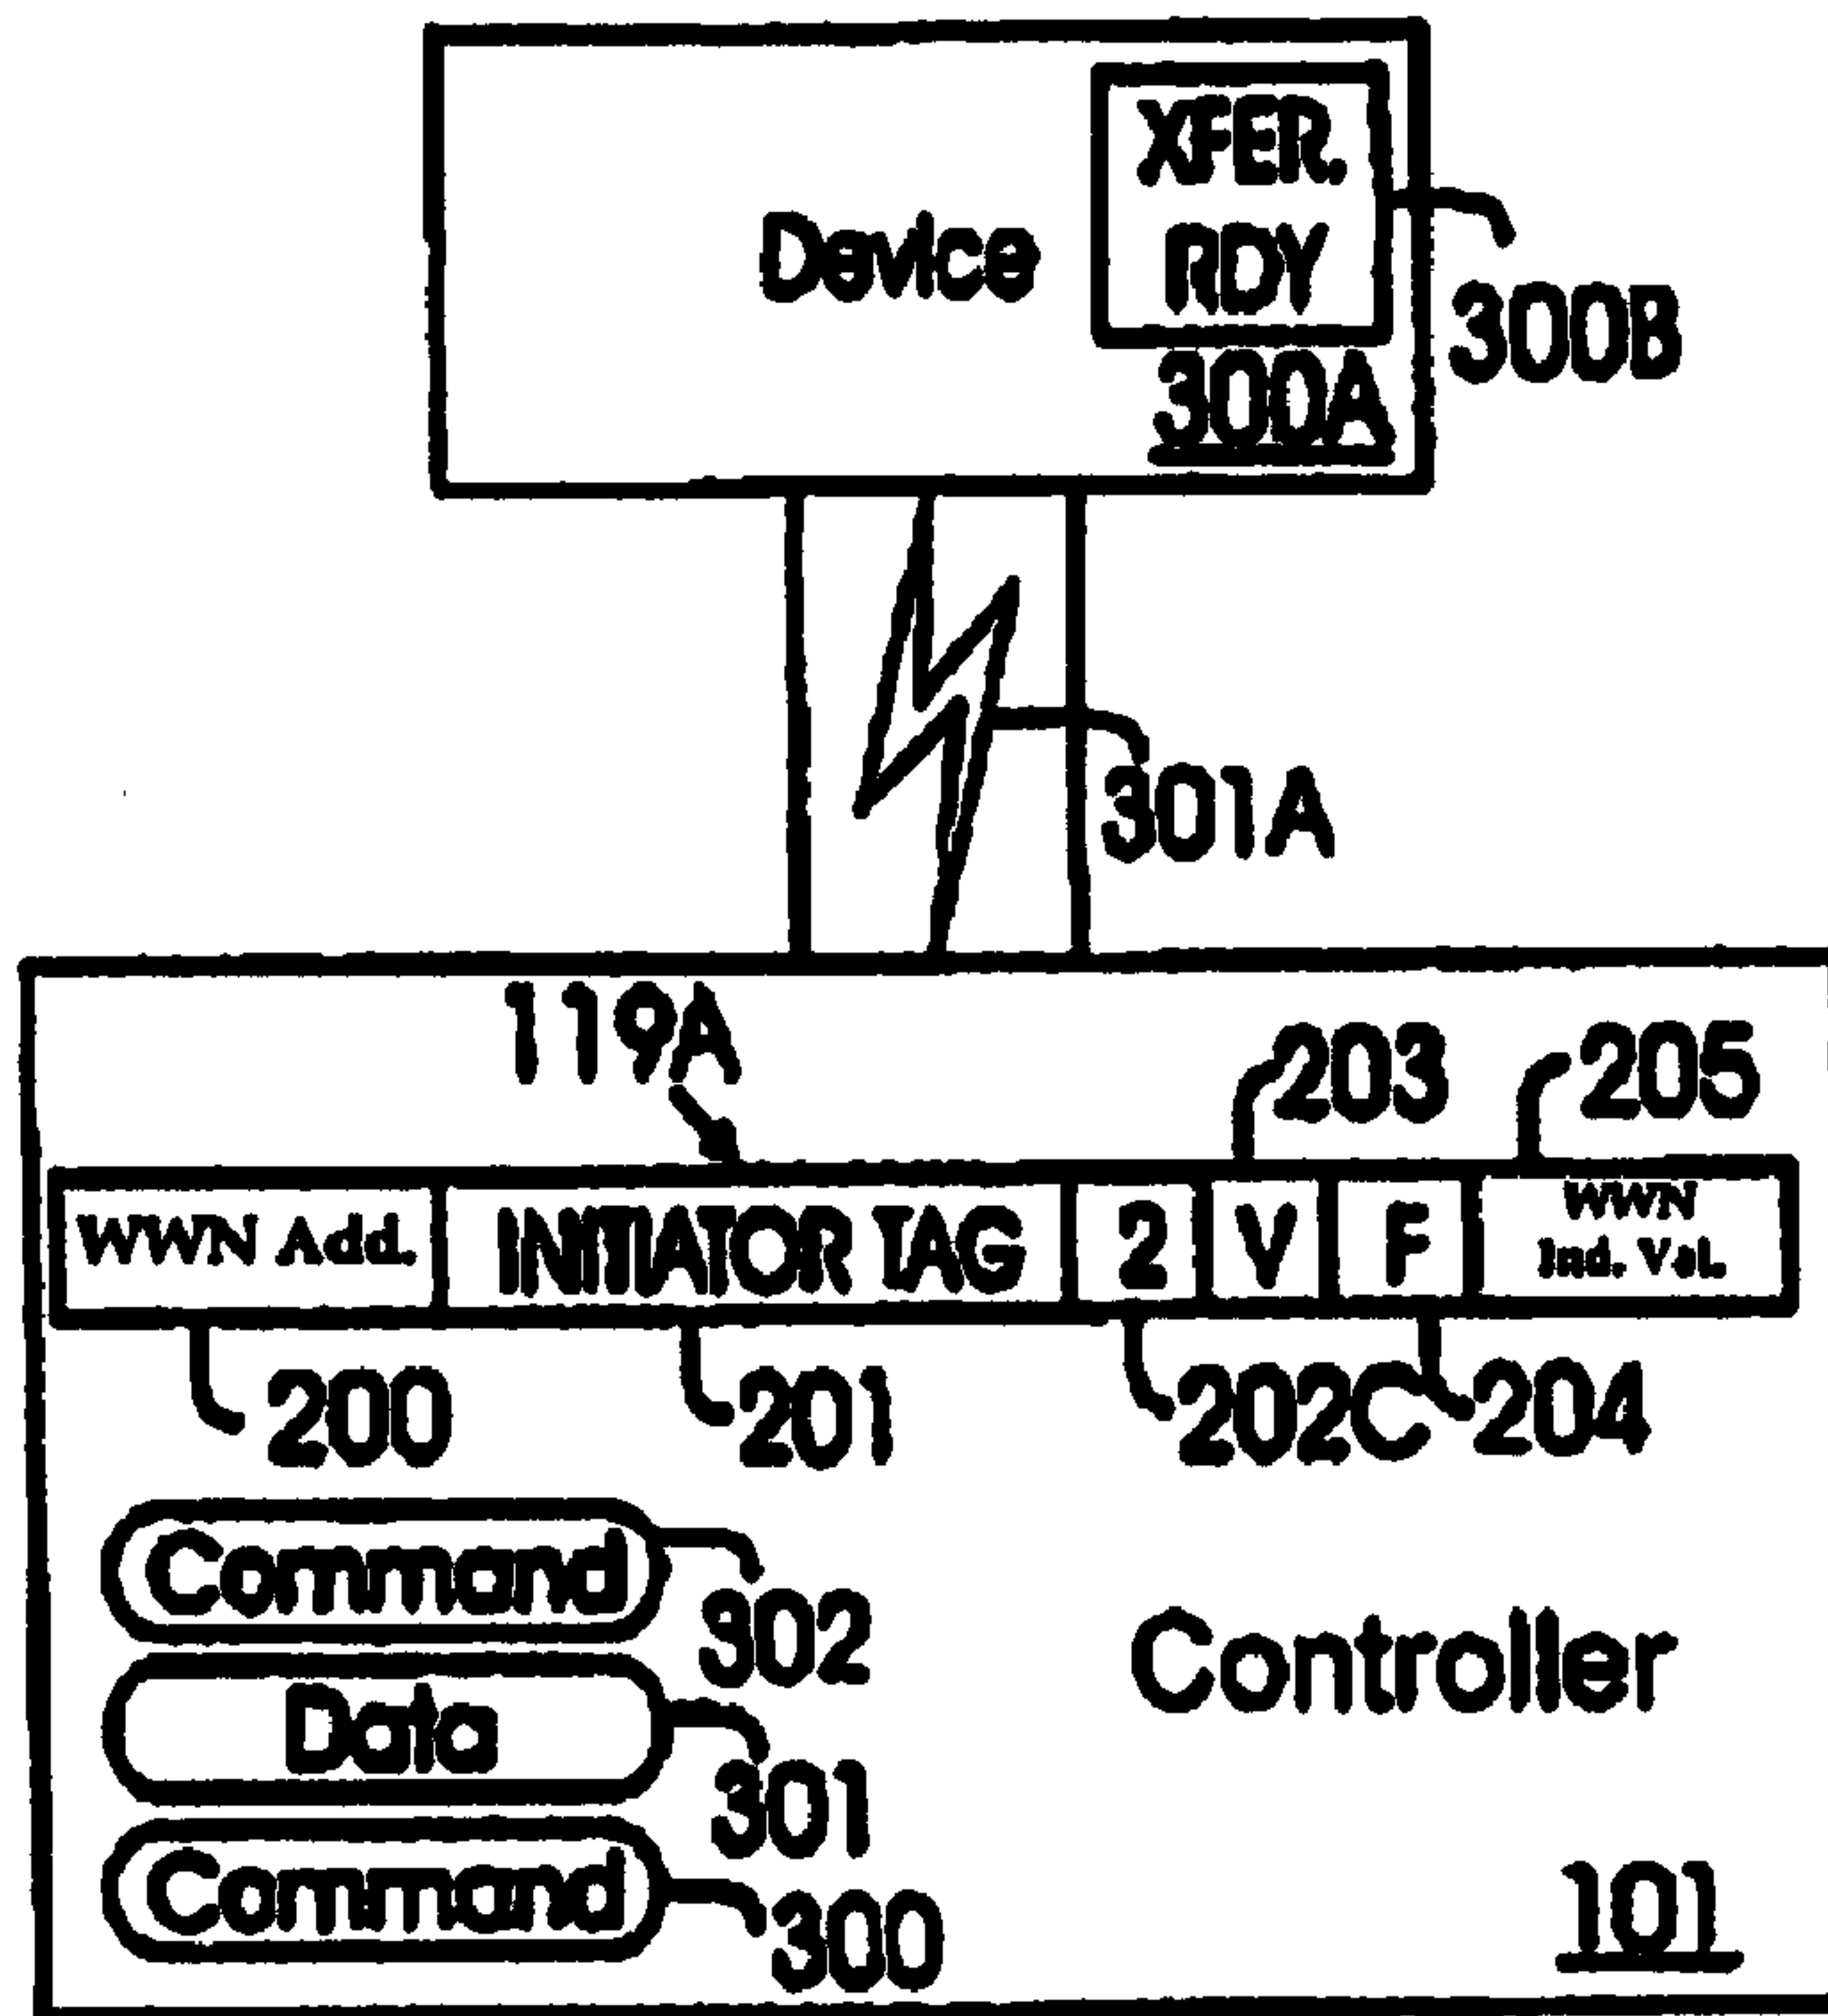 XFER.
RDY
Device
300B
300A
301A
119A
203
205
WWN Add. INITIATOR TAG 2 V F WWN Ind. Val.
200
201
202C
204
Command
302
Data
301
Command
300
Controller
101